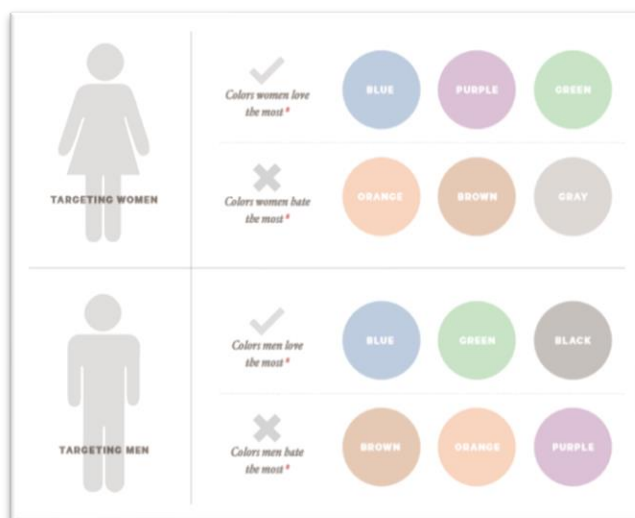 Colors women love
the most*
BLUE PURPLE GREEN
TARGETING WOMEN
Colors women hate
the most*
ORANGE BROWN GRAY
Colors men love
the most*
BLUE GREEN BLACK
TARGETING MEN
Colors men hate
the most*
BROWN ORANGE PURPLE